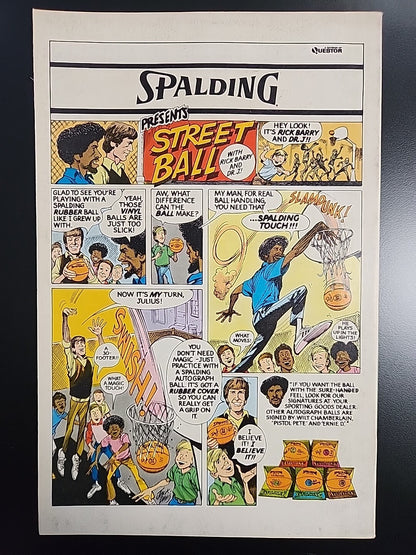 QUESTOR
SPALDING
PRESENTS
STREET
BALL
WITH
RICK BARRY
AND
DR. J!
HEY LOOK!
IT'S RICK BARRY
AND DR. J!!
GLAD TO SEE YOU'RE
PLAYING WITH A
SPALDING
RUBBER BALL
LIKE I GREW UP
WITH.
YEAH,
THOSE
VINYL
BALLS ARE
JUST TOO
SLICK!
AW, WHAT
DIFFERENCE
CAN THE
BALL MAKE?
MY MAN, FOR REAL
BALL HANDLING,
YOU NEED THAT
...SPALDING
TOUCH!!!
SLAMDUNK!
WHAT
MOVES!
HE
PLAYS
UP IN THE
LIGHTS!
NOW IT'S MY TURN,
JULIUS!
A
30-
FOOTER!!
WHAT
A MAGIC
TOUCH!
SWISH!
YOU
DON'T NEED
MAGIC - JUST
PRACTICE WITH
A SPALDING
AUTOGRAPH
BALL. IT'S GOT A
RUBBER COVER
SO YOU CAN
REALLY GET
A GRIP ON
IT.
I
BELIEVE
IT! I
BELIEVE
IT!!
"IF YOU WANT THE BALL
WITH THE SURE-HANDED
FEEL, LOOK FOR OUR
SIGNATURES AT YOUR
SPORTING GOODS DEALER.
OTHER AUTOGRAPH BALLS ARE
SIGNED BY WILT CHAMBERLAIN,
'PISTOL PETE' AND 'ERNIE D.'"